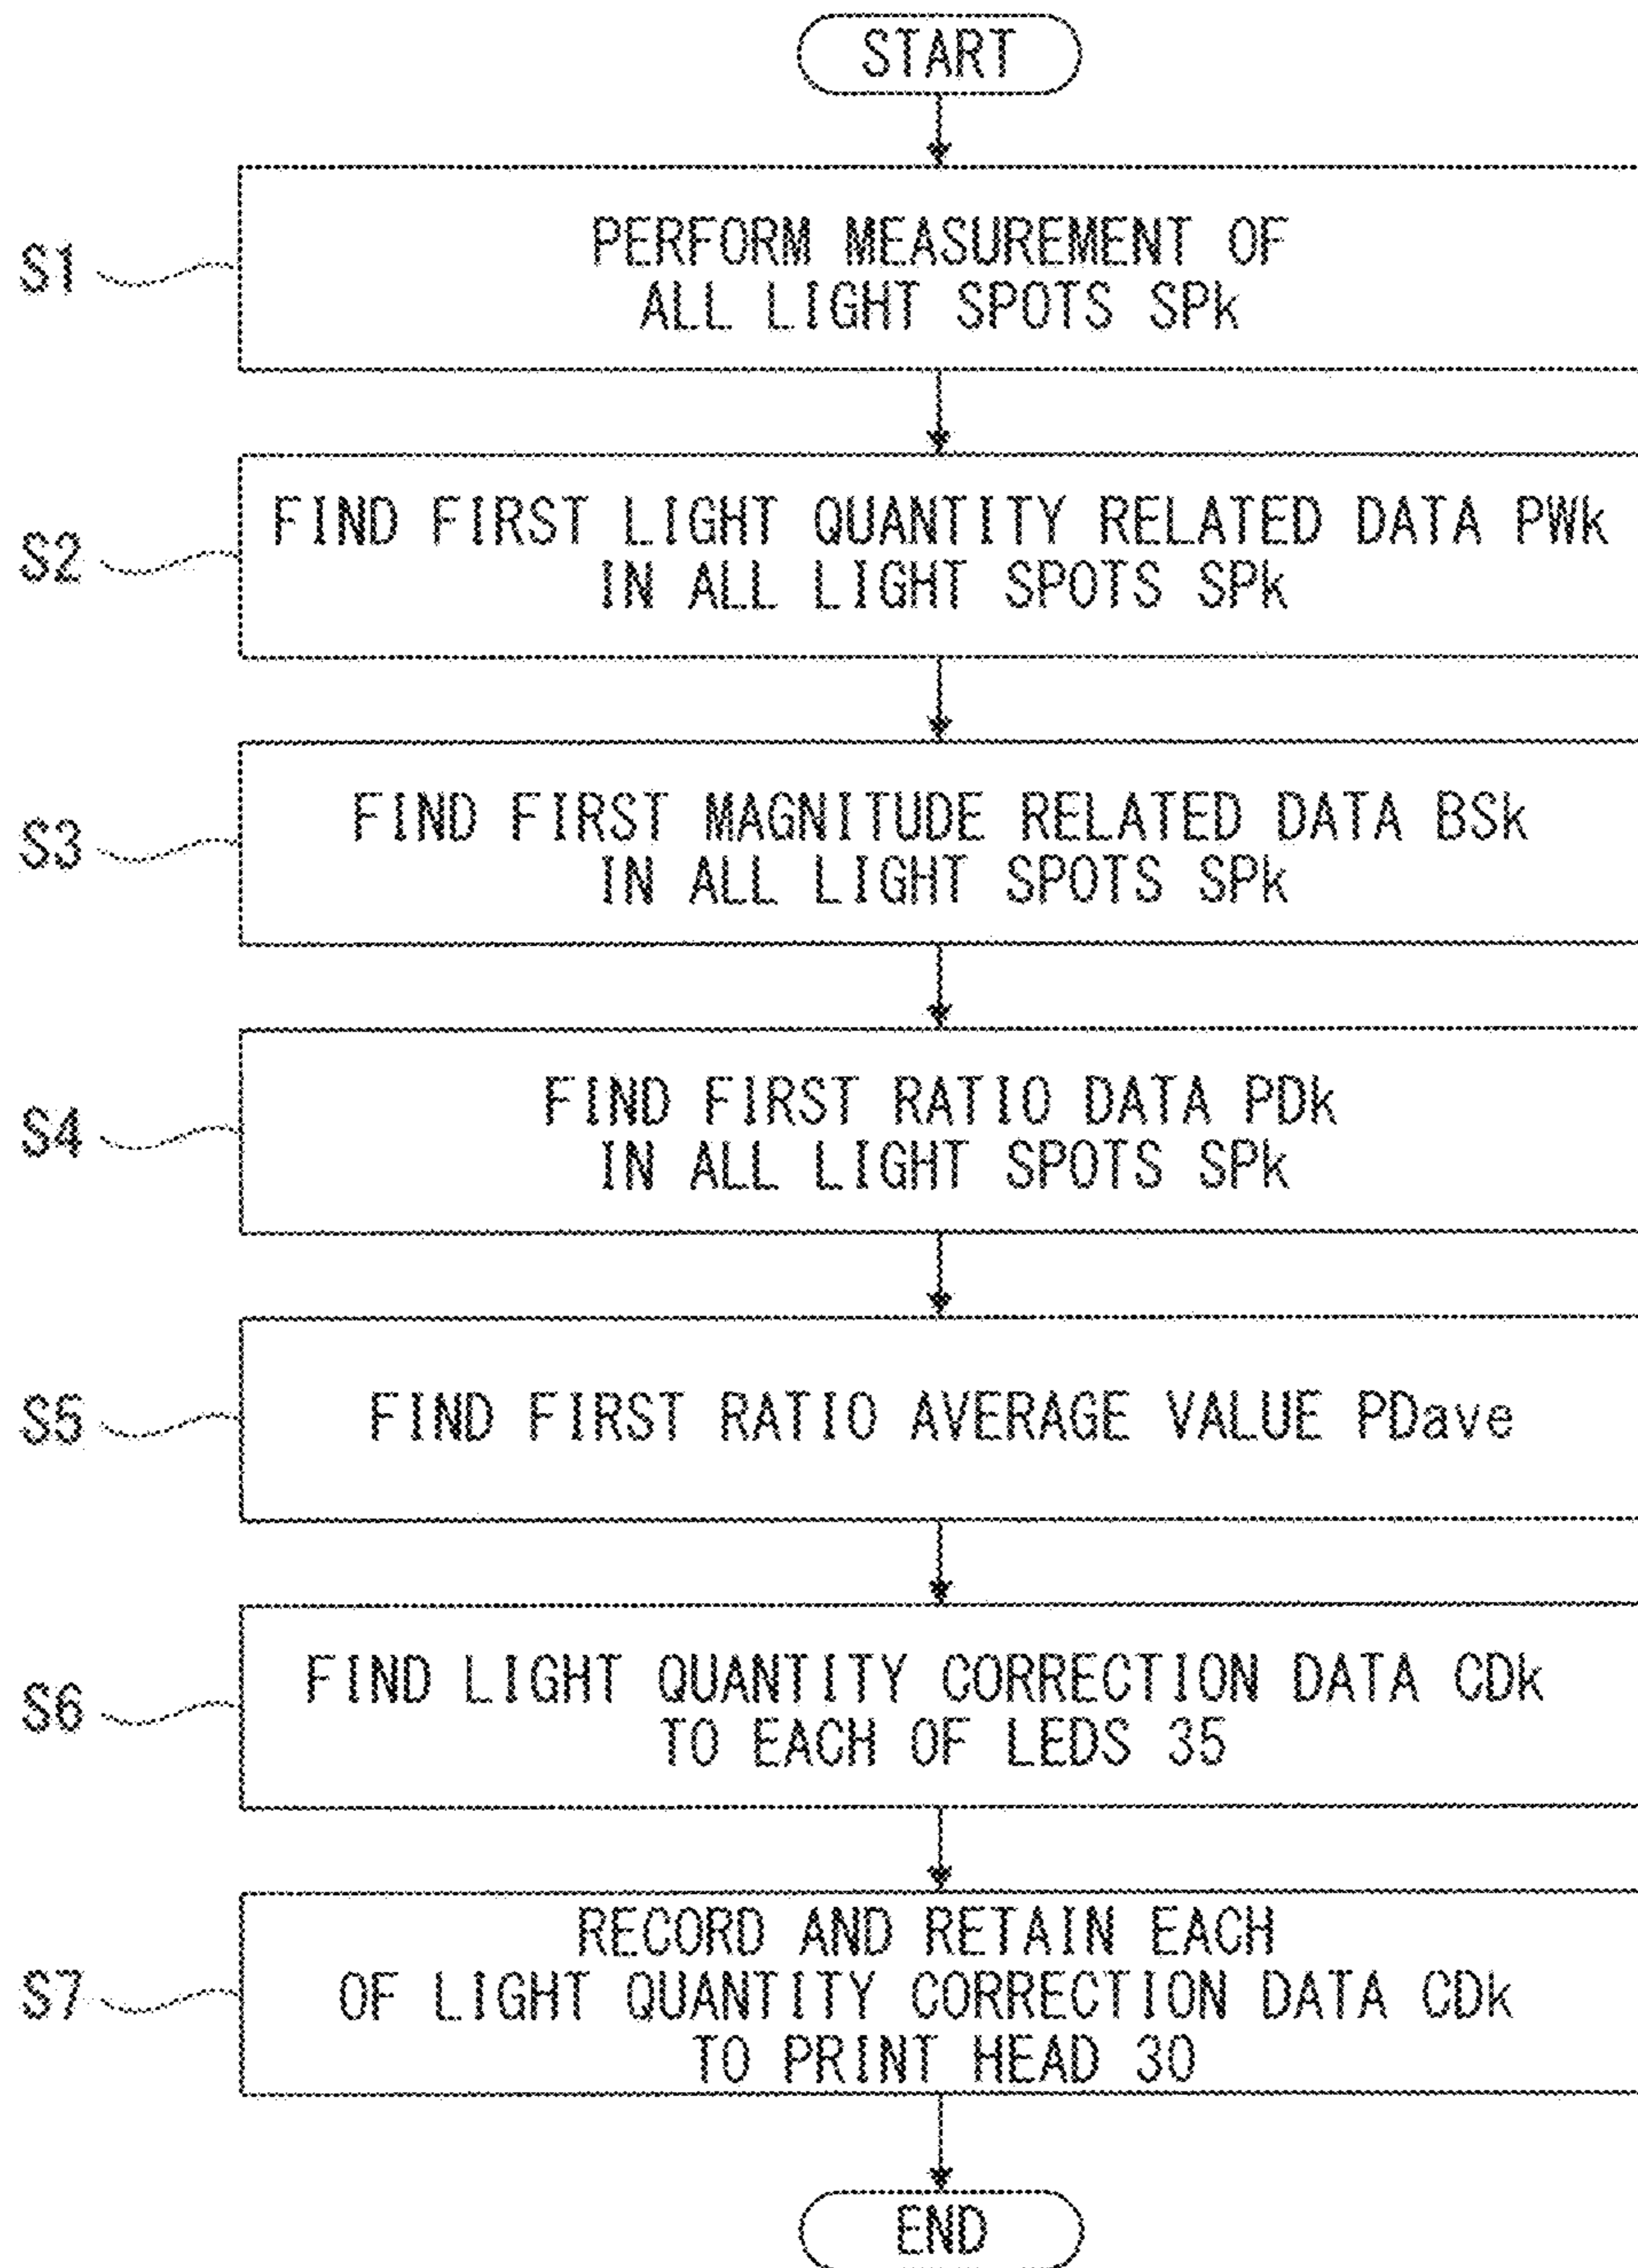 START
S1
PERFORM MEASUREMENT OF
ALL LIGHT SPOTS SPk
S2
FIND FIRST LIGHT QUANTITY RELATED DATA PWk
IN ALL LIGHT SPOTS SPk
S3
FIND FIRST MAGNITUDE RELATED DATA BSk
IN ALL LIGHT SPOTS SPk
S4
FIND FIRST RATIO DATA PDk
IN ALL LIGHT SPOTS SPk
S5
FIND FIRST RATIO AVERAGE VALUE PDave
S6
FIND LIGHT QUANTITY CORRECTION DATA CDk
TO EACH OF LEDS 35
S7
RECORD AND RETAIN EACH
OF LIGHT QUANTITY CORRECTION DATA CDk
TO PRINT HEAD 30
END